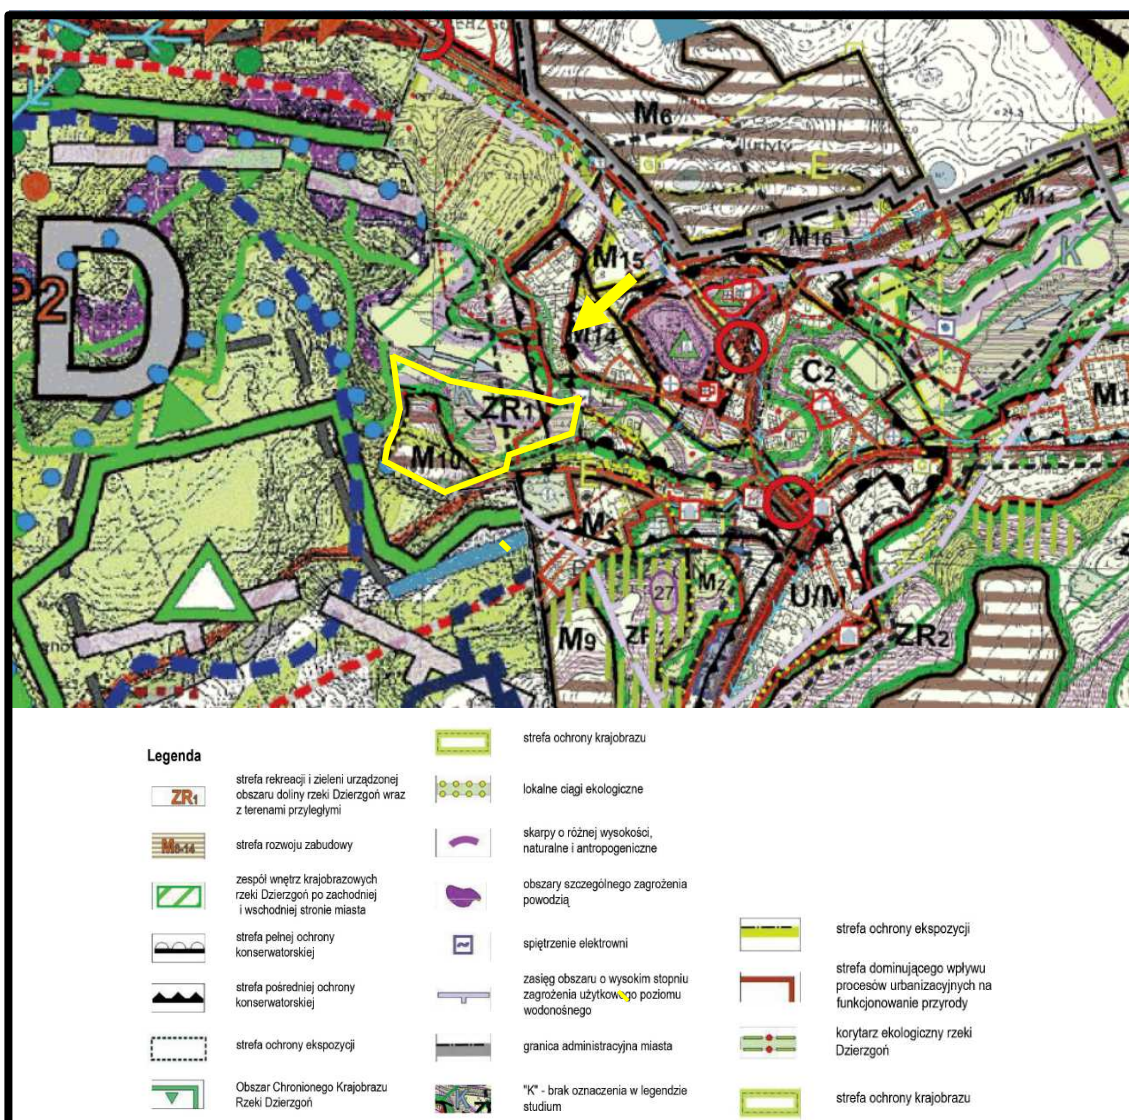 M6
E
M14
M16
M15
K
P2
D
M14
C2
ZR1
A
M10
E
27
M2
U/M
M9
ZR2
Legenda
ZR1
strefa rekreacji i zieleni urządzonej
obszaru doliny rzeki Dzierzgoń wraz
z terenami przyległymi
M6-14
strefa rozwoju zabudowy
zespół wnętrz krajobrazowych
rzeki Dzierzgoń po zachodniej
i wschodniej stronie miasta
strefa pełnej ochrony
konserwatorskiej
strefa pośredniej ochrony
konserwatorskiej
strefa ochrony ekspozycji
Obszar Chronionego Krajobrazu
Rzeki Dzierzgoń
strefa ochrony krajobrazu
lokalne ciągi ekologiczne
skarpy o różnej wysokości,
naturalne i antropogeniczne
obszary szczególnego zagrożenia
powodzią
spiętrzenie elektrowni
zasięg obszaru o wysokim stopniu
zagrożenia użytkowego poziomu
wodonośnego
granica administracyjna miasta
K
"K" - brak oznaczenia w legendzie
studium
strefa ochrony ekspozycji
strefa dominującego wpływu
procesów urbanizacyjnych na
funkcjonowanie przyrody
korytarz ekologiczny rzeki
Dzierzgoń
strefa ochrony krajobrazu